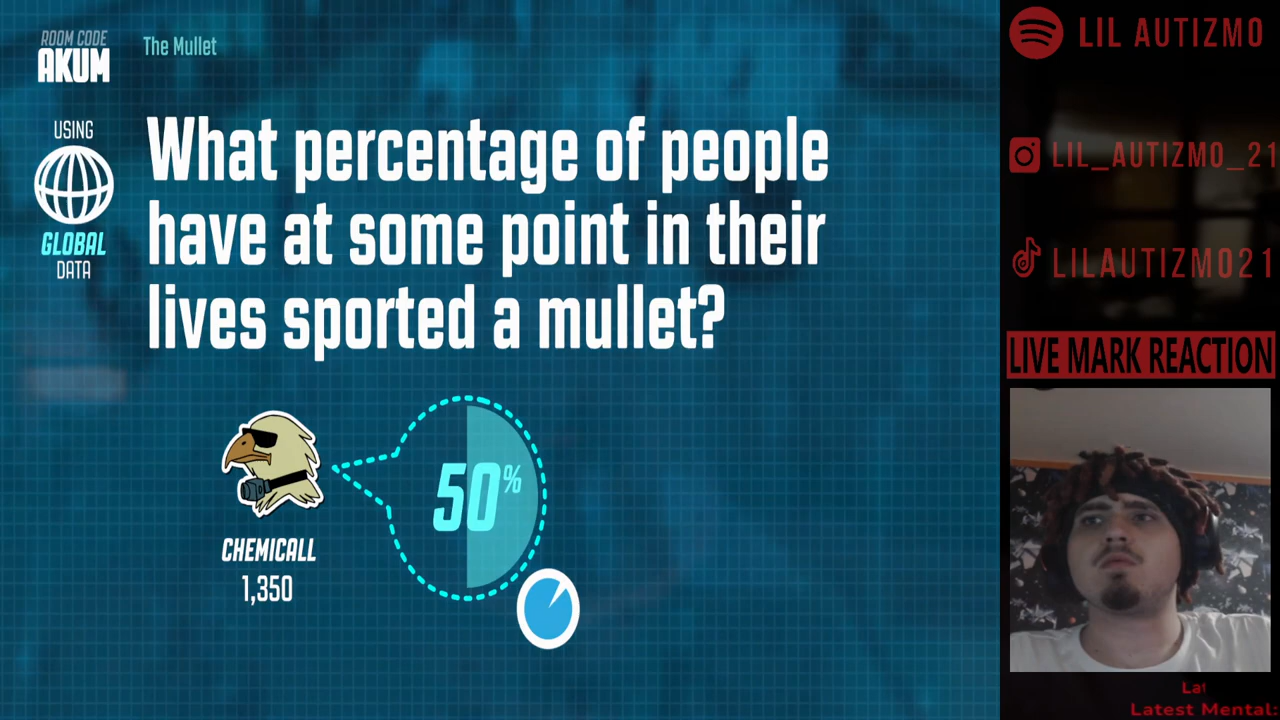 ROOM CODE
AKUM
The Mullet
USING
GLOBAL
DATA
What percentage of people
have at some point in their
lives sported a mullet?
50%
CHEMICALL
1,350
LIL AUTIZMO
LIL_AUTIZMO_21
LILAUTIZMO21
LIVE MARK REACTION
Latest Mental: